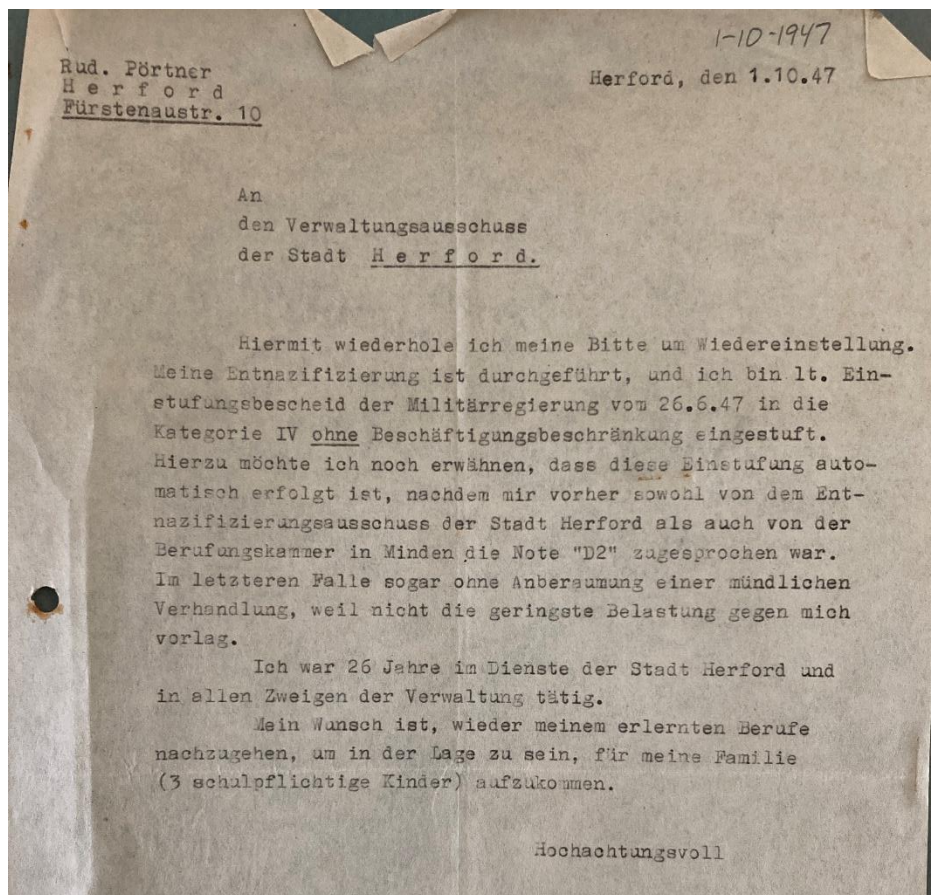 1-10-1947
Rud. Pörtner
Herford, den 1.10.47
H e r f o r d
Fürstenaustr. 10
An
den Verwaltungsausschuss
der Stadt H e r f o r d.
Hiermit wiederhole ich meine Bitte um Wiedereinstellung.
Meine Entnazifizierung ist durchgeführt, und ich bin lt. Ein-
stufungsbescheid der Militärregierung vom 26.6.47 in die
Kategorie IV ohne Beschäftigungsbeschränkung eingestuft.
Hierzu möchte ich noch erwähnen, dass diese Einstufung auto-
matisch erfolgt ist, nachdem mir vorher sowohl von dem Ent-
nazifizierungsausschuss der Stadt Herford als auch von der
Berufungskammer in Minden die Note "D2" zugesprochen war.
Im letzteren Falle sogar ohne Anberaumung einer mündlichen
Verhandlung, weil nicht die geringste Belastung gegen mich
vorlag.
Ich war 26 Jahre im Dienste der Stadt Herford und
in allen Zweigen der Verwaltung tätig.
Mein Wunsch ist, wieder meinem erlernten Berufe
nachzugehen, um in der Lage zu sein, für meine Familie
(3 schulpflichtige Kinder) aufzukommen.
Hochachtungsvoll